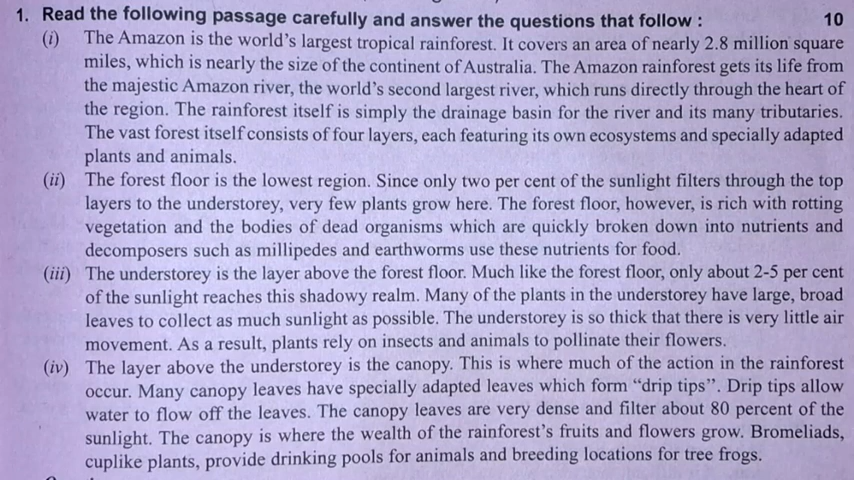 1. Read the following passage carefully and answer the questions that follow : 10
(i) The Amazon is the world's largest tropical rainforest. It covers an area of nearly 2.8 million square
miles, which is nearly the size of the continent of Australia. The Amazon rainforest gets its life from
the majestic Amazon river, the world's second largest river, which runs directly through the heart of
the region. The rainforest itself is simply the drainage basin for the river and its many tributaries.
The vast forest itself consists of four layers, each featuring its own ecosystems and specially adapted
plants and animals.
(ii) The forest floor is the lowest region. Since only two per cent of the sunlight filters through the top
layers to the understorey, very few plants grow here. The forest floor, however, is rich with rotting
vegetation and the bodies of dead organisms which are quickly broken down into nutrients and
decomposers such as millipedes and earthworms use these nutrients for food.
(iii) The understorey is the layer above the forest floor. Much like the forest floor, only about 2-5 per cent
of the sunlight reaches this shadowy realm. Many of the plants in the understorey have large, broad
leaves to collect as much sunlight as possible. The understorey is so thick that there is very little air
movement. As a result, plants rely on insects and animals to pollinate their flowers.
(iv) The layer above the understorey is the canopy. This is where much of the action in the rainforest
occur. Many canopy leaves have specially adapted leaves which form "drip tips". Drip tips allow
water to flow off the leaves. The canopy leaves are very dense and filter about 80 percent of the
sunlight. The canopy is where the wealth of the rainforest's fruits and flowers grow. Bromeliads,
cuplike plants, provide drinking pools for animals and breeding locations for tree frogs.